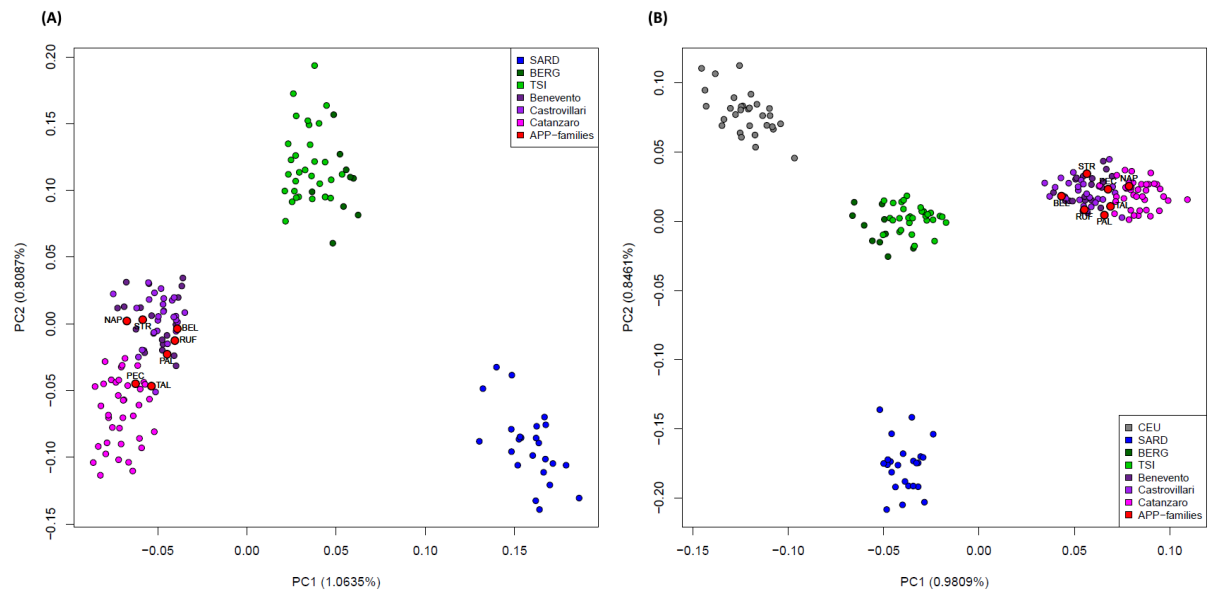 (A)
SARD
BERG
TSI
Benevento
Castrovillari
Catanzaro
APP−families
NAP
STR
BEL
RUF
PAL
PEC
TAL
0.20
0.15
0.10
0.05
0.00
−0.05
−0.10
−0.15
PC2 (0.8087%)
−0.05
0.00
0.05
0.10
0.15
PC1 (1.0635%)
(B)
STR
PEC
NAP
BEL
TAL
RUF
PAL
CEU
SARD
BERG
TSI
Benevento
Castrovillari
Catanzaro
APP−families
0.10
0.05
0.00
−0.05
−0.10
−0.15
−0.20
PC2 (0.8461%)
−0.15
−0.10
−0.05
0.00
0.05
0.10
PC1 (0.9809%)